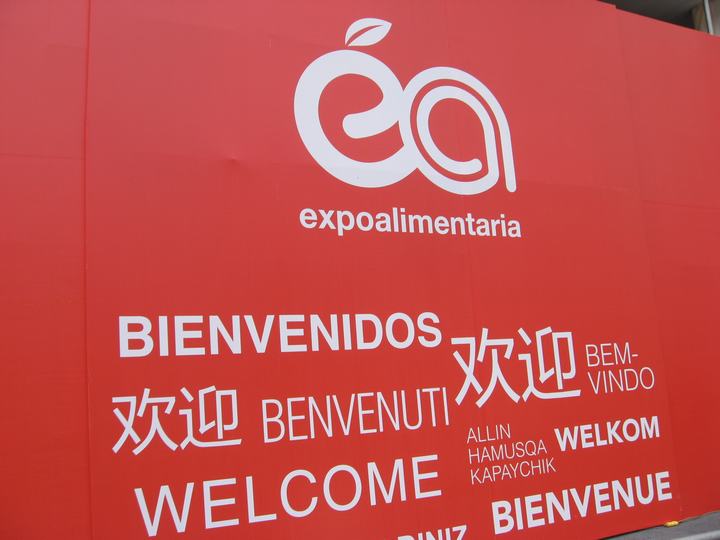 ea
expoalimentaria
BIENVENIDOS
欢迎
BEM-
VINDO
欢迎
BENVENUTI
ALLIN
HAMUSQA
KAPAYCHIK
WELKOM
WELCOME
BIENVENUE